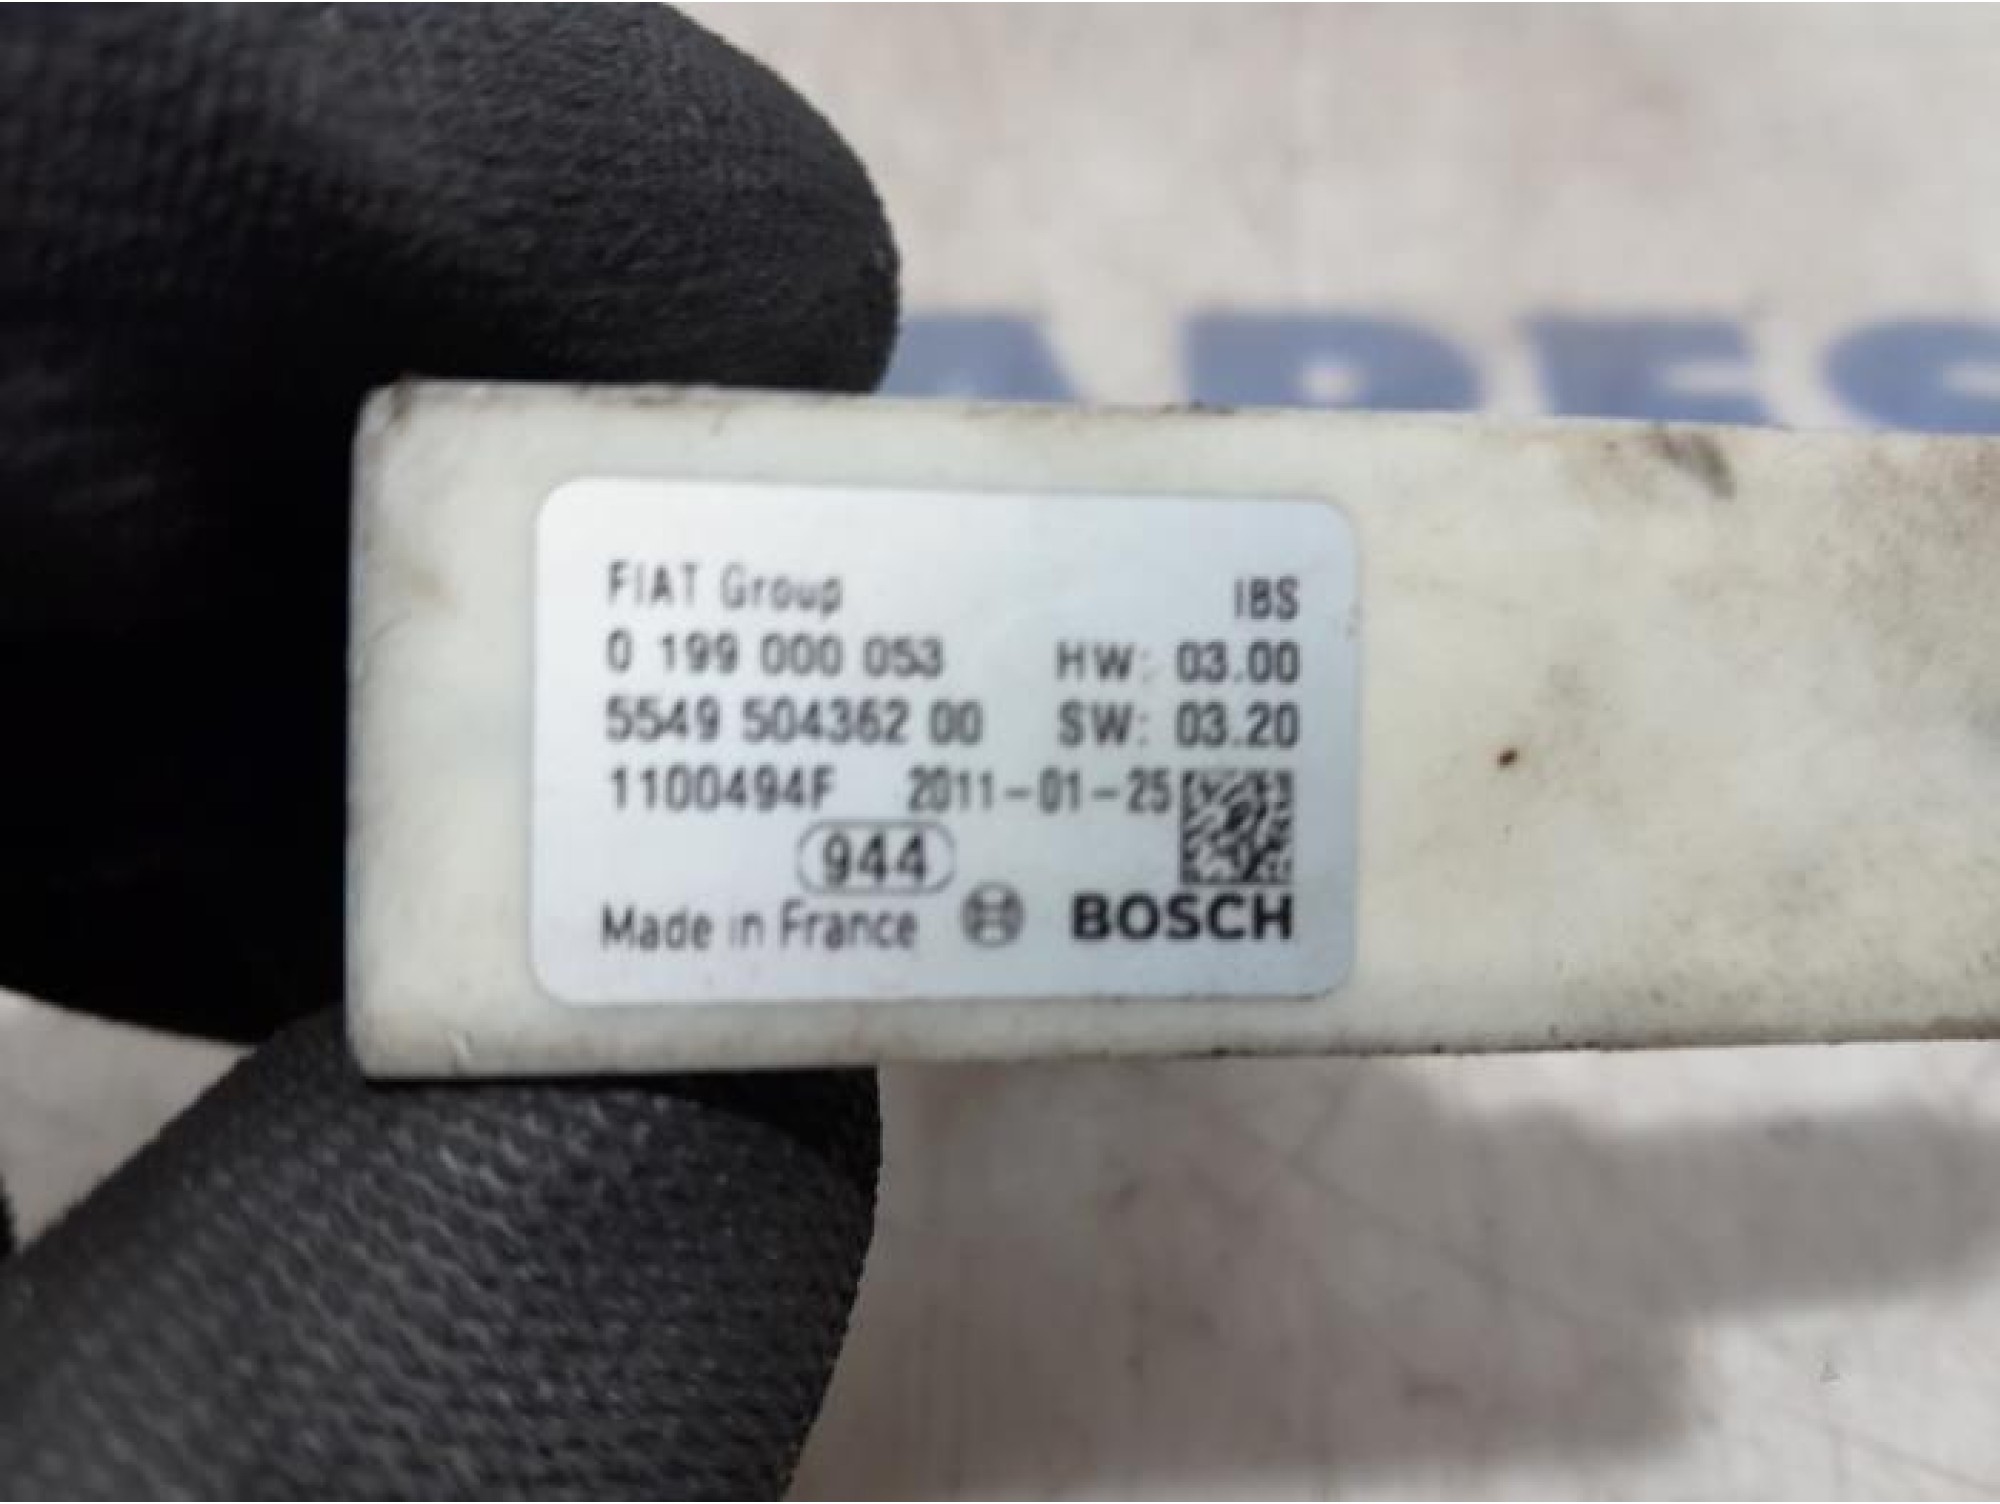 FIAT Group IBS
0 199 000 053 HW: 03.00
5549 504362 00 SW: 03.20
1100494F 2011-01-25
944
Made in France BOSCH